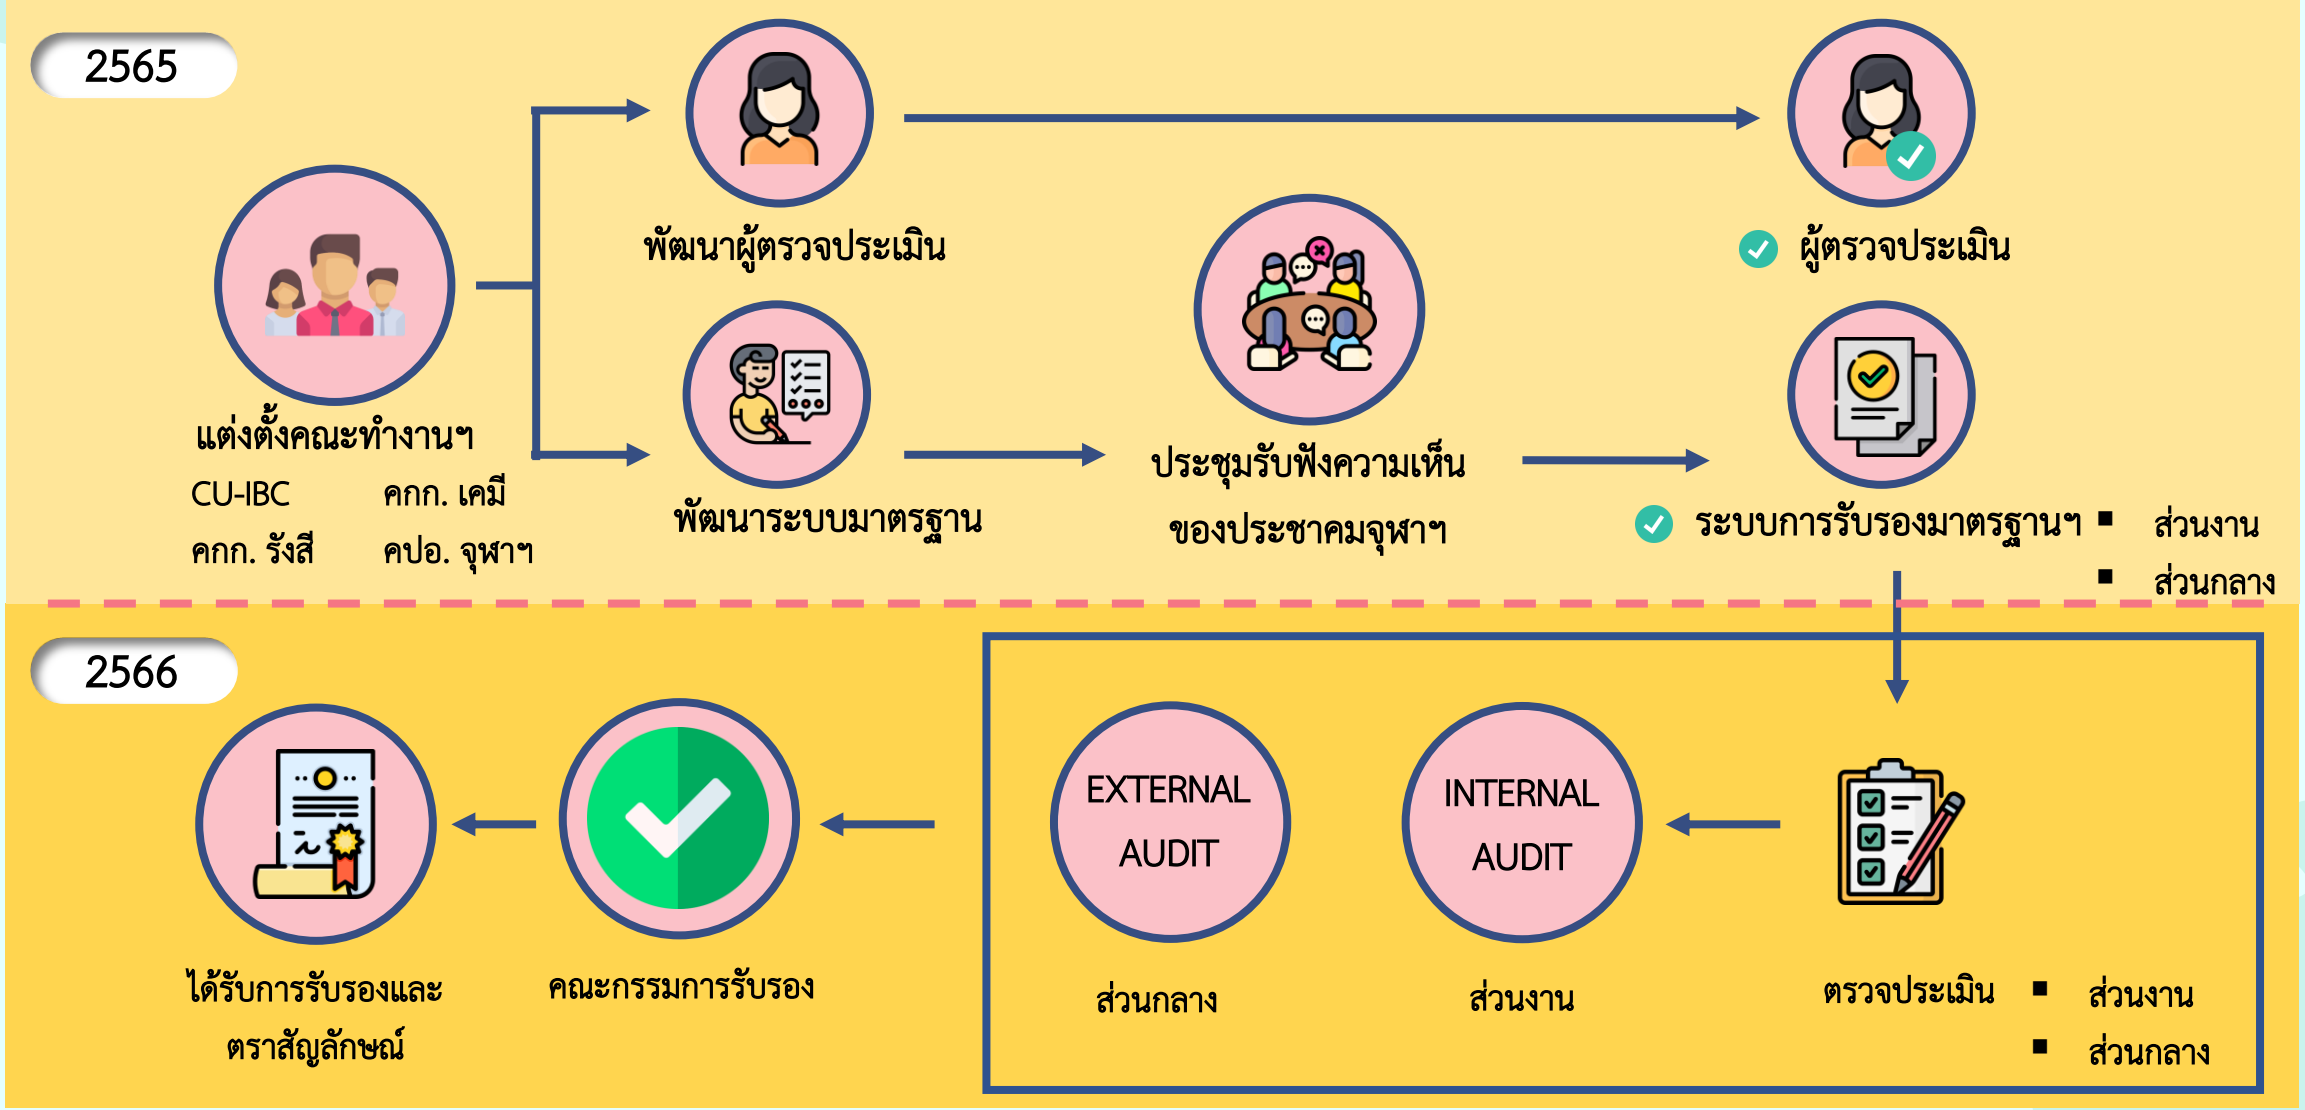 2565
พัฒนาผู้ตรวจประเมิน
ผู้ตรวจประเมิน
แต่งตั้งคณะทำงานฯ
CU-IBC
คกก. เคมี
คกก. รังสี
คปอ. จุฬาฯ
พัฒนาระบบมาตรฐาน
ประชุมรับฟังความเห็น
ของประชาคมจุฬาฯ
ระบบการรับรองมาตรฐานฯ
▪ ส่วนงาน
▪ ส่วนกลาง
2566
ตรวจประเมิน
▪ ส่วนงาน
▪ ส่วนกลาง
INTERNAL
AUDIT
ส่วนงาน
EXTERNAL
AUDIT
ส่วนกลาง
คณะกรรมการรับรอง
ได้รับการรับรองและ
ตราสัญลักษณ์